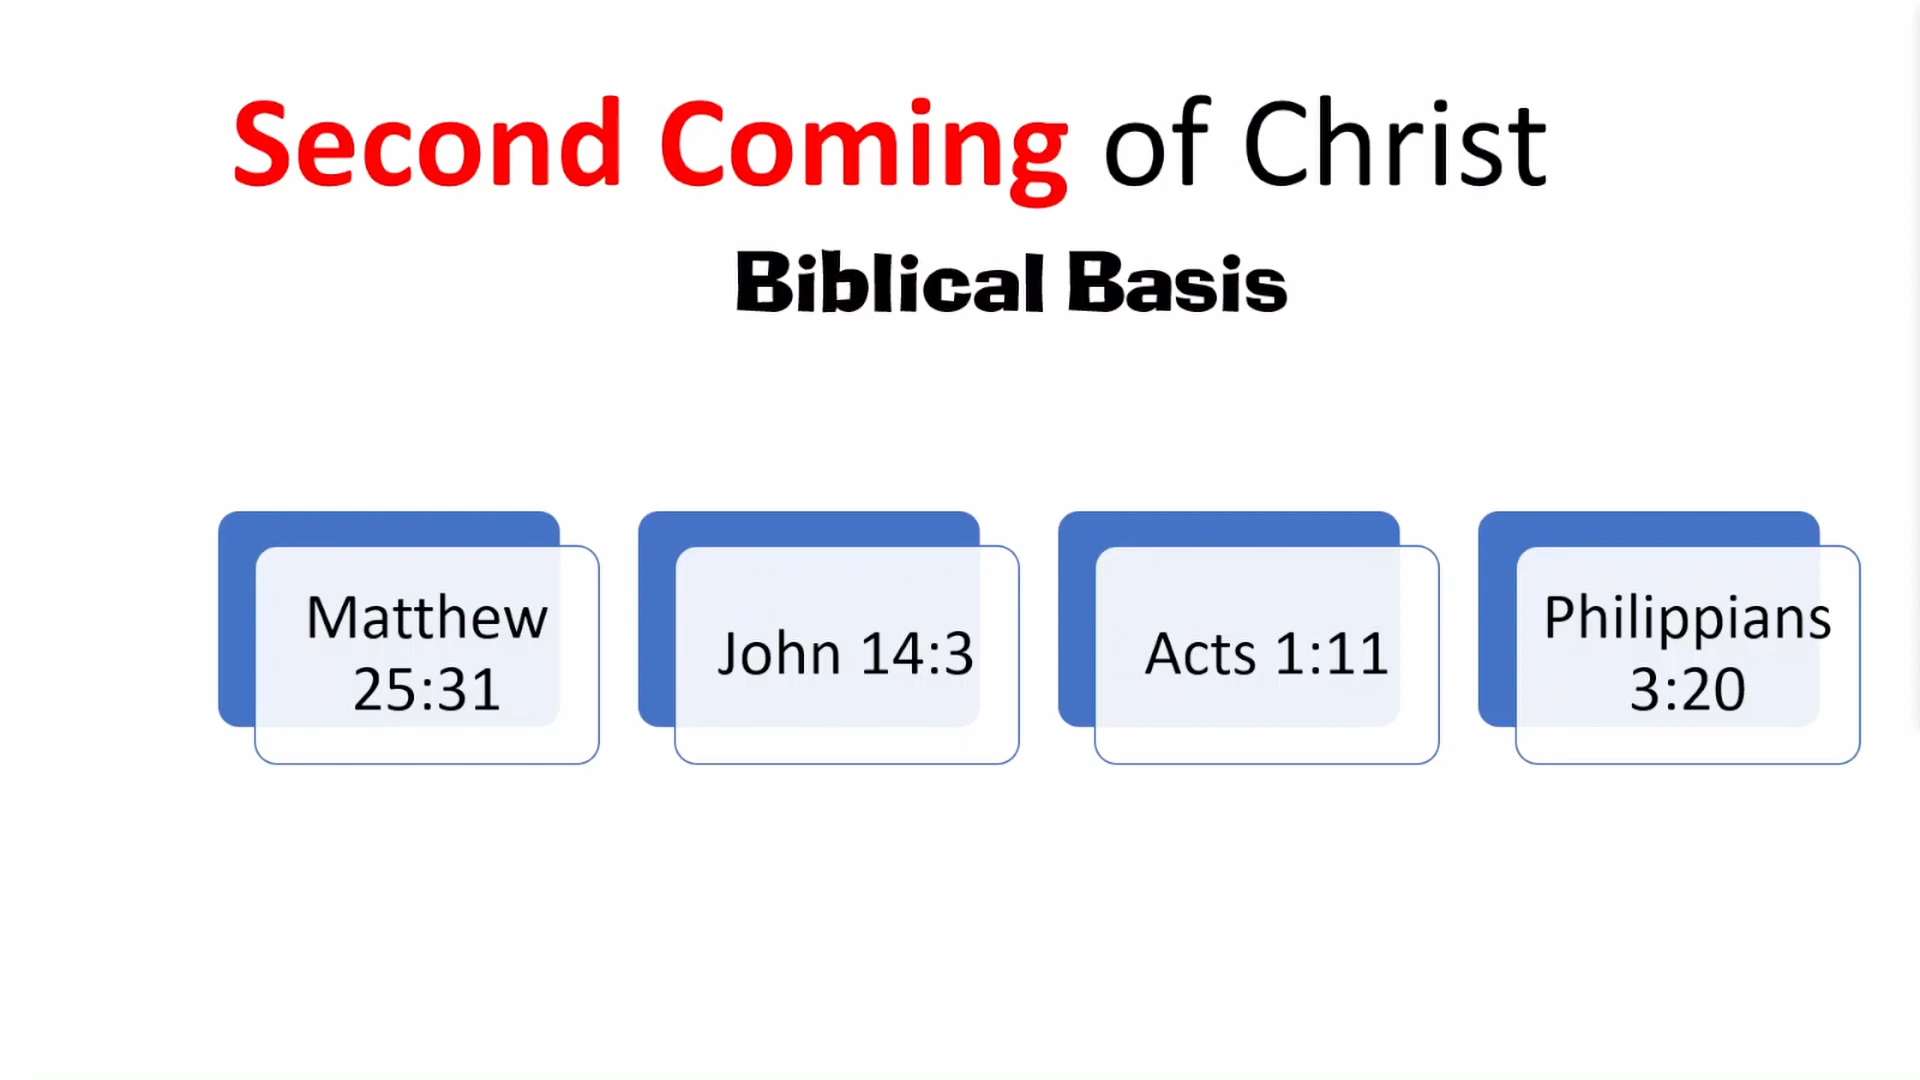 Second Coming of Christ
Biblical Basis
Matthew
25:31
John 14:3
Acts 1:11
Philippians
3:20